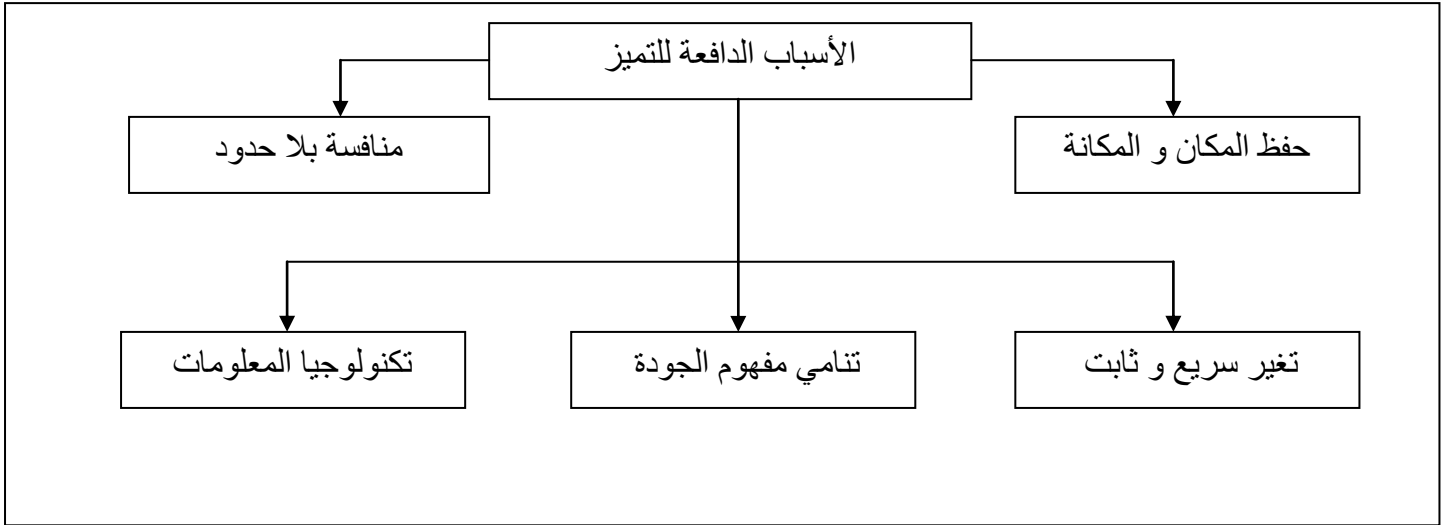 الأسباب الدافعة للتميز
حفظ المكان و المكانة
منافسة بلا حدود
تغير سريع و ثابت
تنامي مفهوم الجودة
تكنولوجيا المعلومات